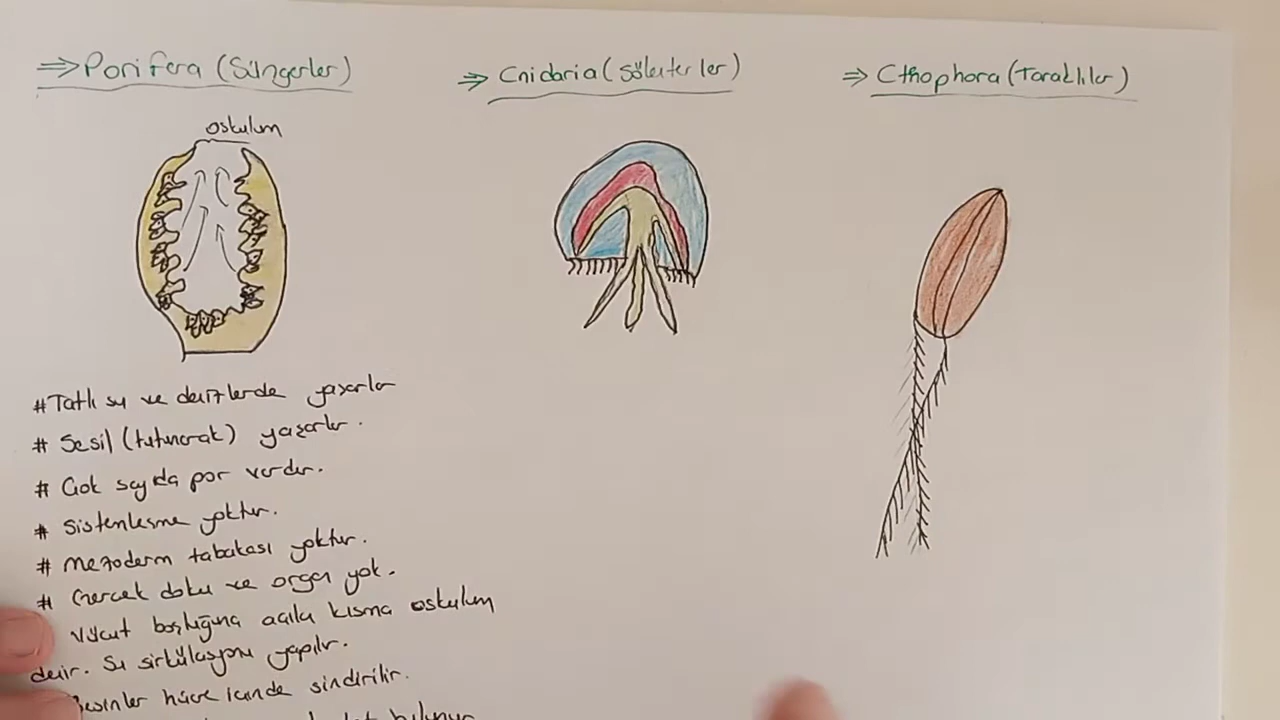 ⇒ Porifera (Süngerler)
⇒ Cnidaria (Sölenterler)
⇒ Cthophora (Taraklılar)
oskulum
# Tatlı su ve denizlerde yaşarlar
# Sesil (tutunarak) yaşarlar.
# Çok sayıda por vardır.
# Sistemleşme yoktur.
# Mezoderm tabakası yoktur.
# Gerçek doku ve organ yok.
Vücut boşluğuna açılan kısma oskulum
denir. Su sirkülasyonu yapılır.
Besinler hücre içinde sindirilir.
bulunur